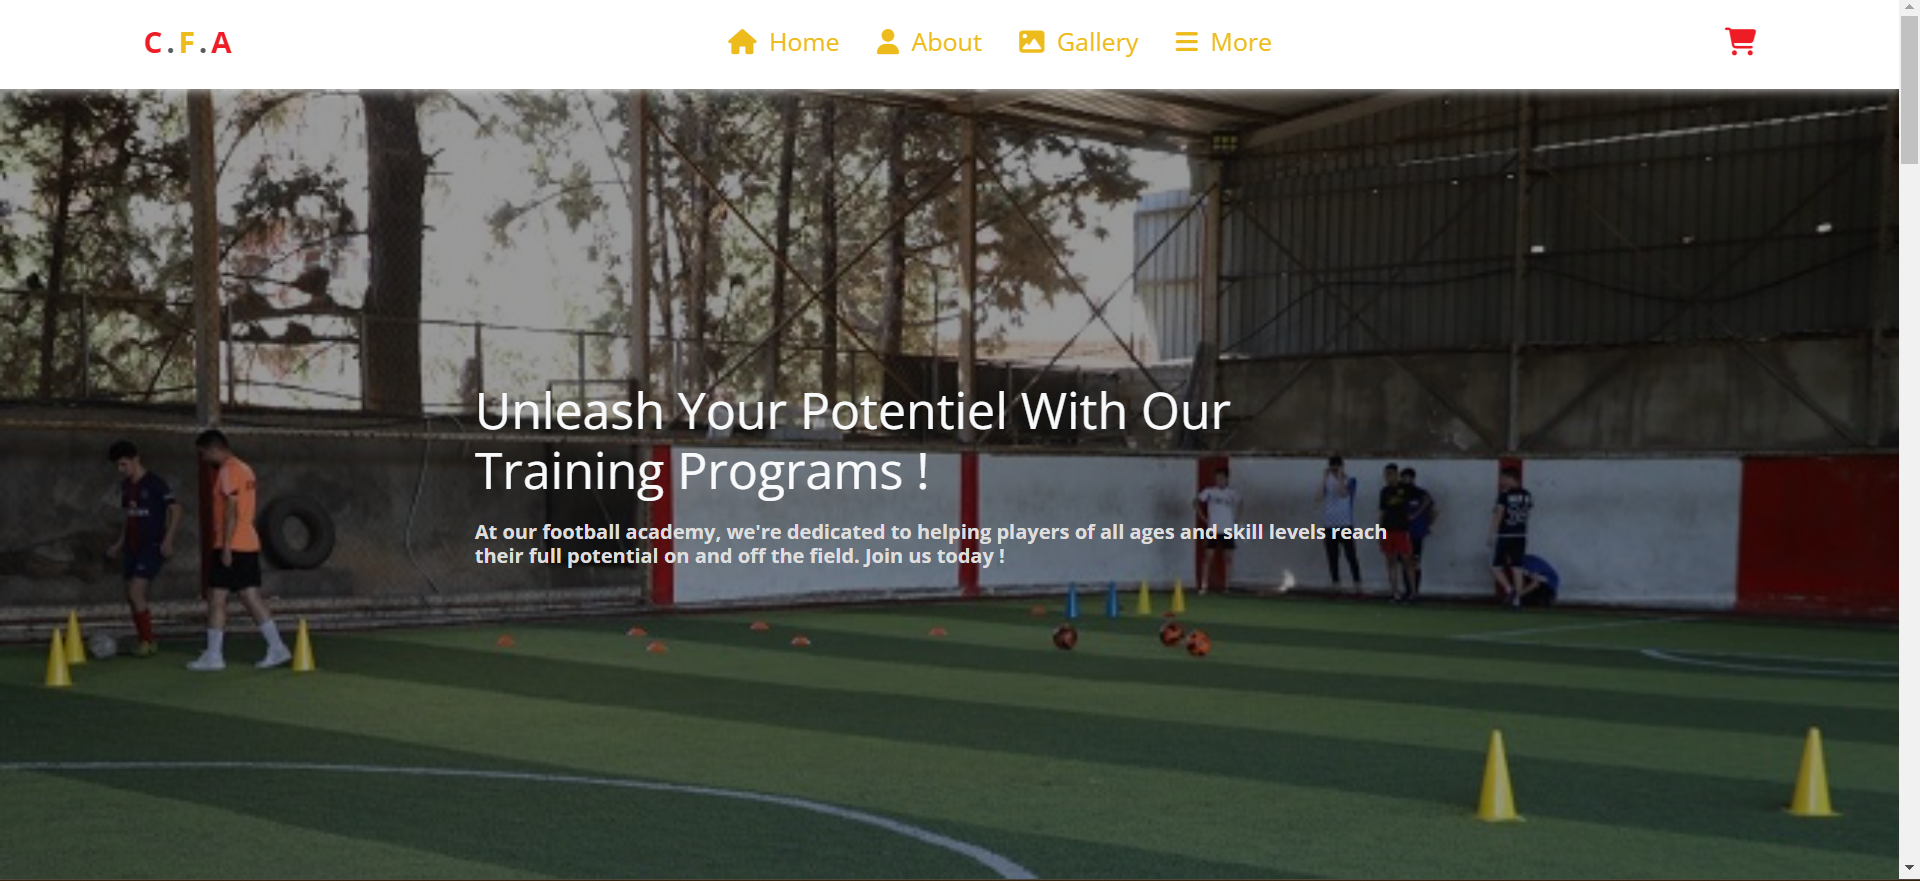 C.F.A
Home About Gallery More
Unleash Your Potentiel With Our
Training Programs !
At our football academy, we're dedicated to helping players of all ages and skill levels reach
their full potential on and off the field. Join us today !